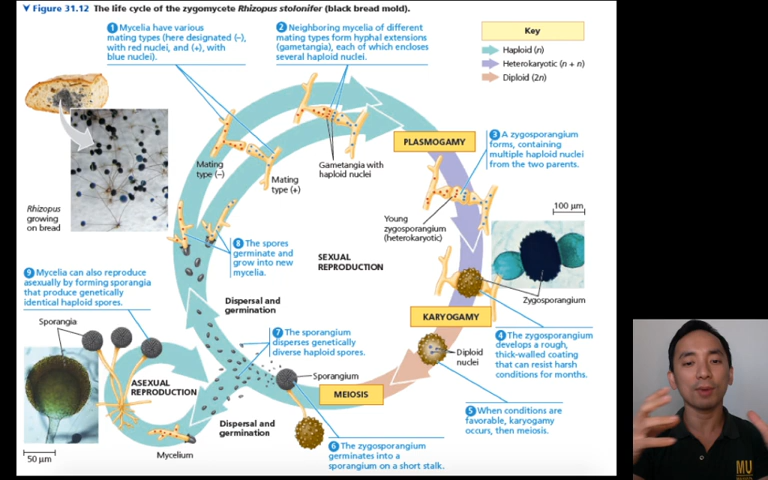 Figure 31.12 The life cycle of the zygomycete Rhizopus stolonifer (black bread mold).
1 Mycelia have various
mating types (here designated (–),
with red nuclei, and (+), with
blue nuclei).
2 Neighboring mycelia of different
mating types form hyphal extensions
(gametangia), each of which encloses
several haploid nuclei.
Key
Haploid (n)
Heterokaryotic (n + n)
Diploid (2n)
PLASMOGAMY
3 A zygosporangium
forms, containing
multiple haploid nuclei
from the two parents.
Mating
type (–)
Mating
type (+)
Gametangia with
haploid nuclei
100 µm
Rhizopus
growing
on bread
Young
zygosporangium
(heterokaryotic)
8 The spores
germinate and
grow into new
mycelia.
SEXUAL
REPRODUCTION
9 Mycelia can also reproduce
asexually by forming sporangia
that produce genetically
identical haploid spores.
Zygosporangium
Dispersal and
germination
KARYOGAMY
Sporangia
7 The sporangium
disperses genetically
diverse haploid spores.
4 The zygosporangium
develops a rough,
thick-walled coating
that can resist harsh
conditions for months.
Diploid
nuclei
Sporangium
ASEXUAL
REPRODUCTION
MEIOSIS
5 When conditions are
favorable, karyogamy
occurs, then meiosis.
Dispersal and
germination
6 The zygosporangium
germinates into a
sporangium on a short stalk.
50 µm
Mycelium
MU